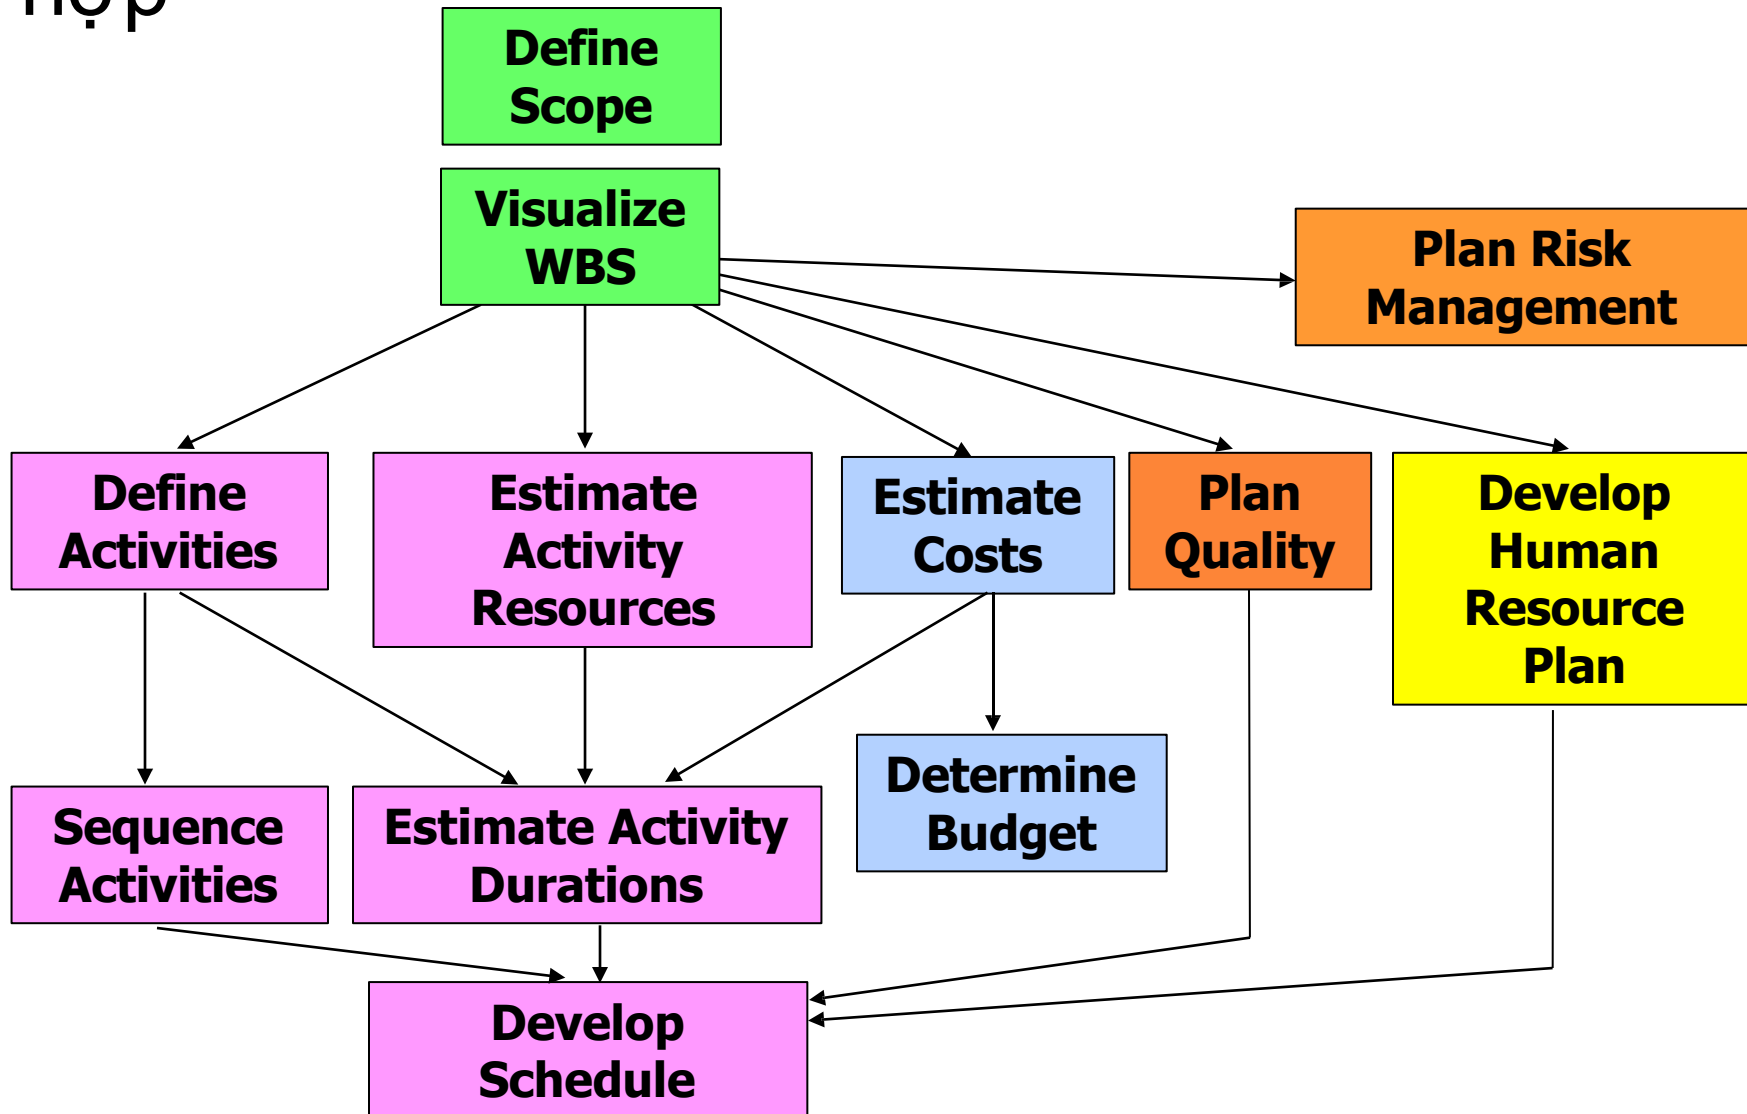 hợp
Define
Scope
Visualize
WBS
Plan Risk
Management
Define
Activities
Estimate
Activity
Resources
Estimate
Costs
Plan
Quality
Develop
Human
Resource
Plan
Sequence
Activities
Estimate Activity
Durations
Determine
Budget
Develop
Schedule